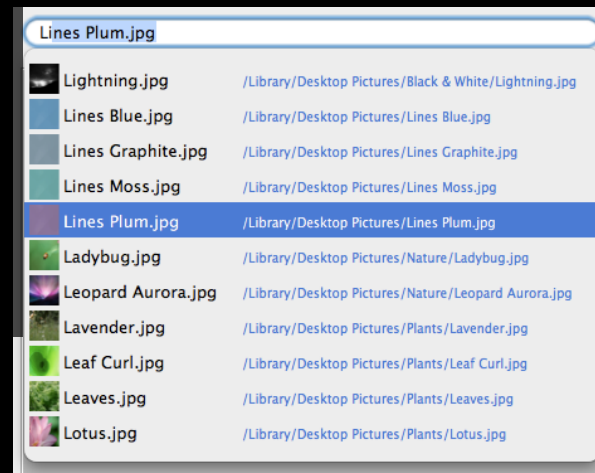 Lines Plum.jpg
Lightning.jpg /Library/Desktop Pictures/Black & White/Lightning.jpg
Lines Blue.jpg /Library/Desktop Pictures/Lines Blue.jpg
Lines Graphite.jpg /Library/Desktop Pictures/Lines Graphite.jpg
Lines Moss.jpg /Library/Desktop Pictures/Lines Moss.jpg
Lines Plum.jpg /Library/Desktop Pictures/Lines Plum.jpg
Ladybug.jpg /Library/Desktop Pictures/Nature/Ladybug.jpg
Leopard Aurora.jpg /Library/Desktop Pictures/Nature/Leopard Aurora.jpg
Lavender.jpg /Library/Desktop Pictures/Plants/Lavender.jpg
Leaf Curl.jpg /Library/Desktop Pictures/Plants/Leaf Curl.jpg
Leaves.jpg /Library/Desktop Pictures/Plants/Leaves.jpg
Lotus.jpg /Library/Desktop Pictures/Plants/Lotus.jpg